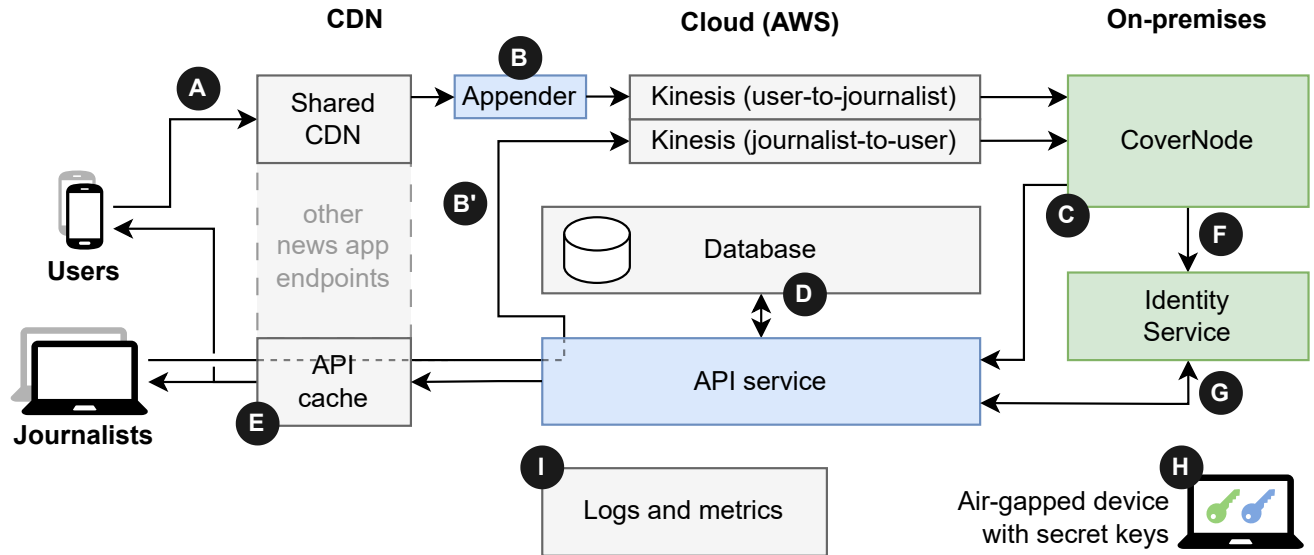 CDN
Cloud (AWS)
On-premises
A
B
Shared
CDN
Appender
Kinesis (user-to-journalist)
Kinesis (journalist-to-user)
CoverNode
B'
C
F
other
news app
endpoints
Users
Database
D
Identity
Service
API
cache
API service
E
G
Journalists
I
Logs and metrics
H
Air-gapped device
with secret keys